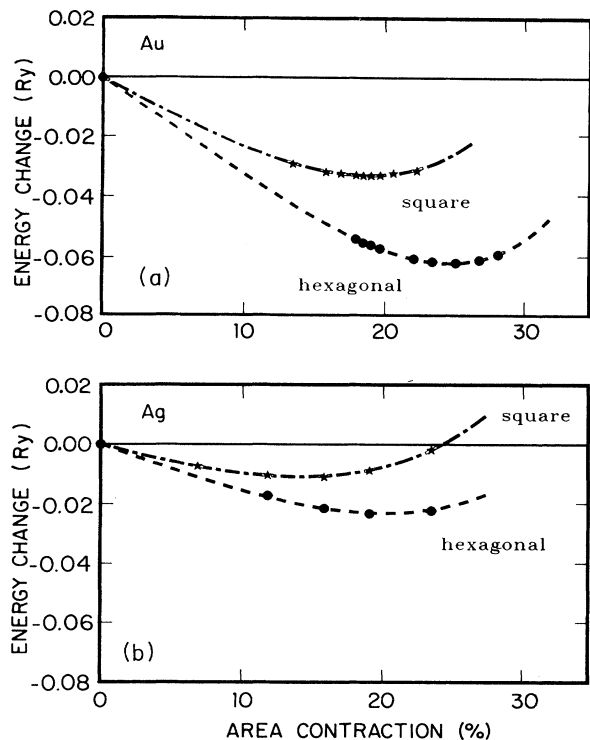 0.02
Au
0.00
-0.02
-0.04
-0.06
-0.08
ENERGY CHANGE (Ry)
square
hexagonal
(a)
0
10
20
30
0.02
Ag
square
0.00
-0.02
-0.04
-0.06
-0.08
ENERGY CHANGE (Ry)
hexagonal
(b)
0
10
20
30
AREA CONTRACTION (%)